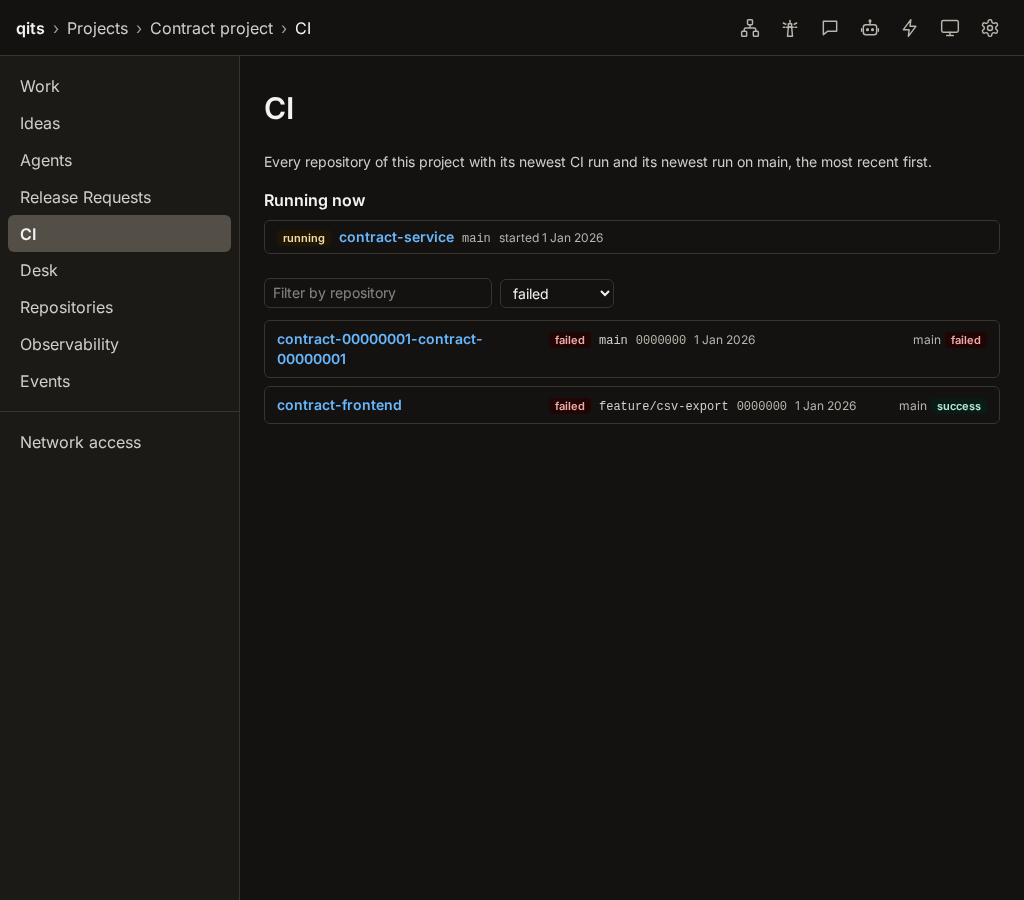 qits › Projects › Contract project › CI
Work
Ideas
Agents
Release Requests
CI
Desk
Repositories
Observability
Events
Network access
CI
Every repository of this project with its newest CI run and its newest run on main, the most recent first.
Running now
running contract-service main started 1 Jan 2026
Filter by repository failed
contract-00000001-contract-
00000001 failed main 0000000 1 Jan 2026 main failed
contract-frontend failed feature/csv-export 0000000 1 Jan 2026 main success